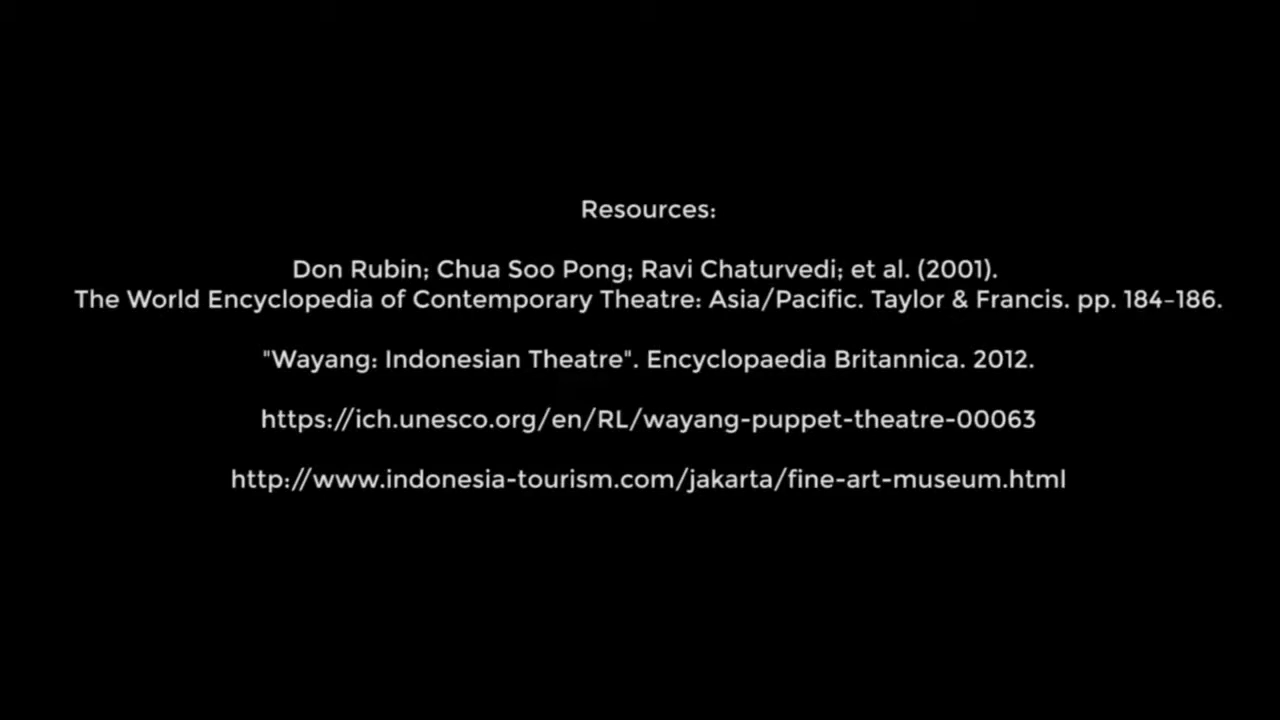 Resources:
Don Rubin; Chua Soo Pong; Ravi Chaturvedi; et al. (2001).
The World Encyclopedia of Contemporary Theatre: Asia/Pacific. Taylor & Francis. pp. 184–186.
"Wayang: Indonesian Theatre". Encyclopaedia Britannica. 2012.
https://ich.unesco.org/en/RL/wayang-puppet-theatre-00063
http://www.indonesia-tourism.com/jakarta/fine-art-museum.html